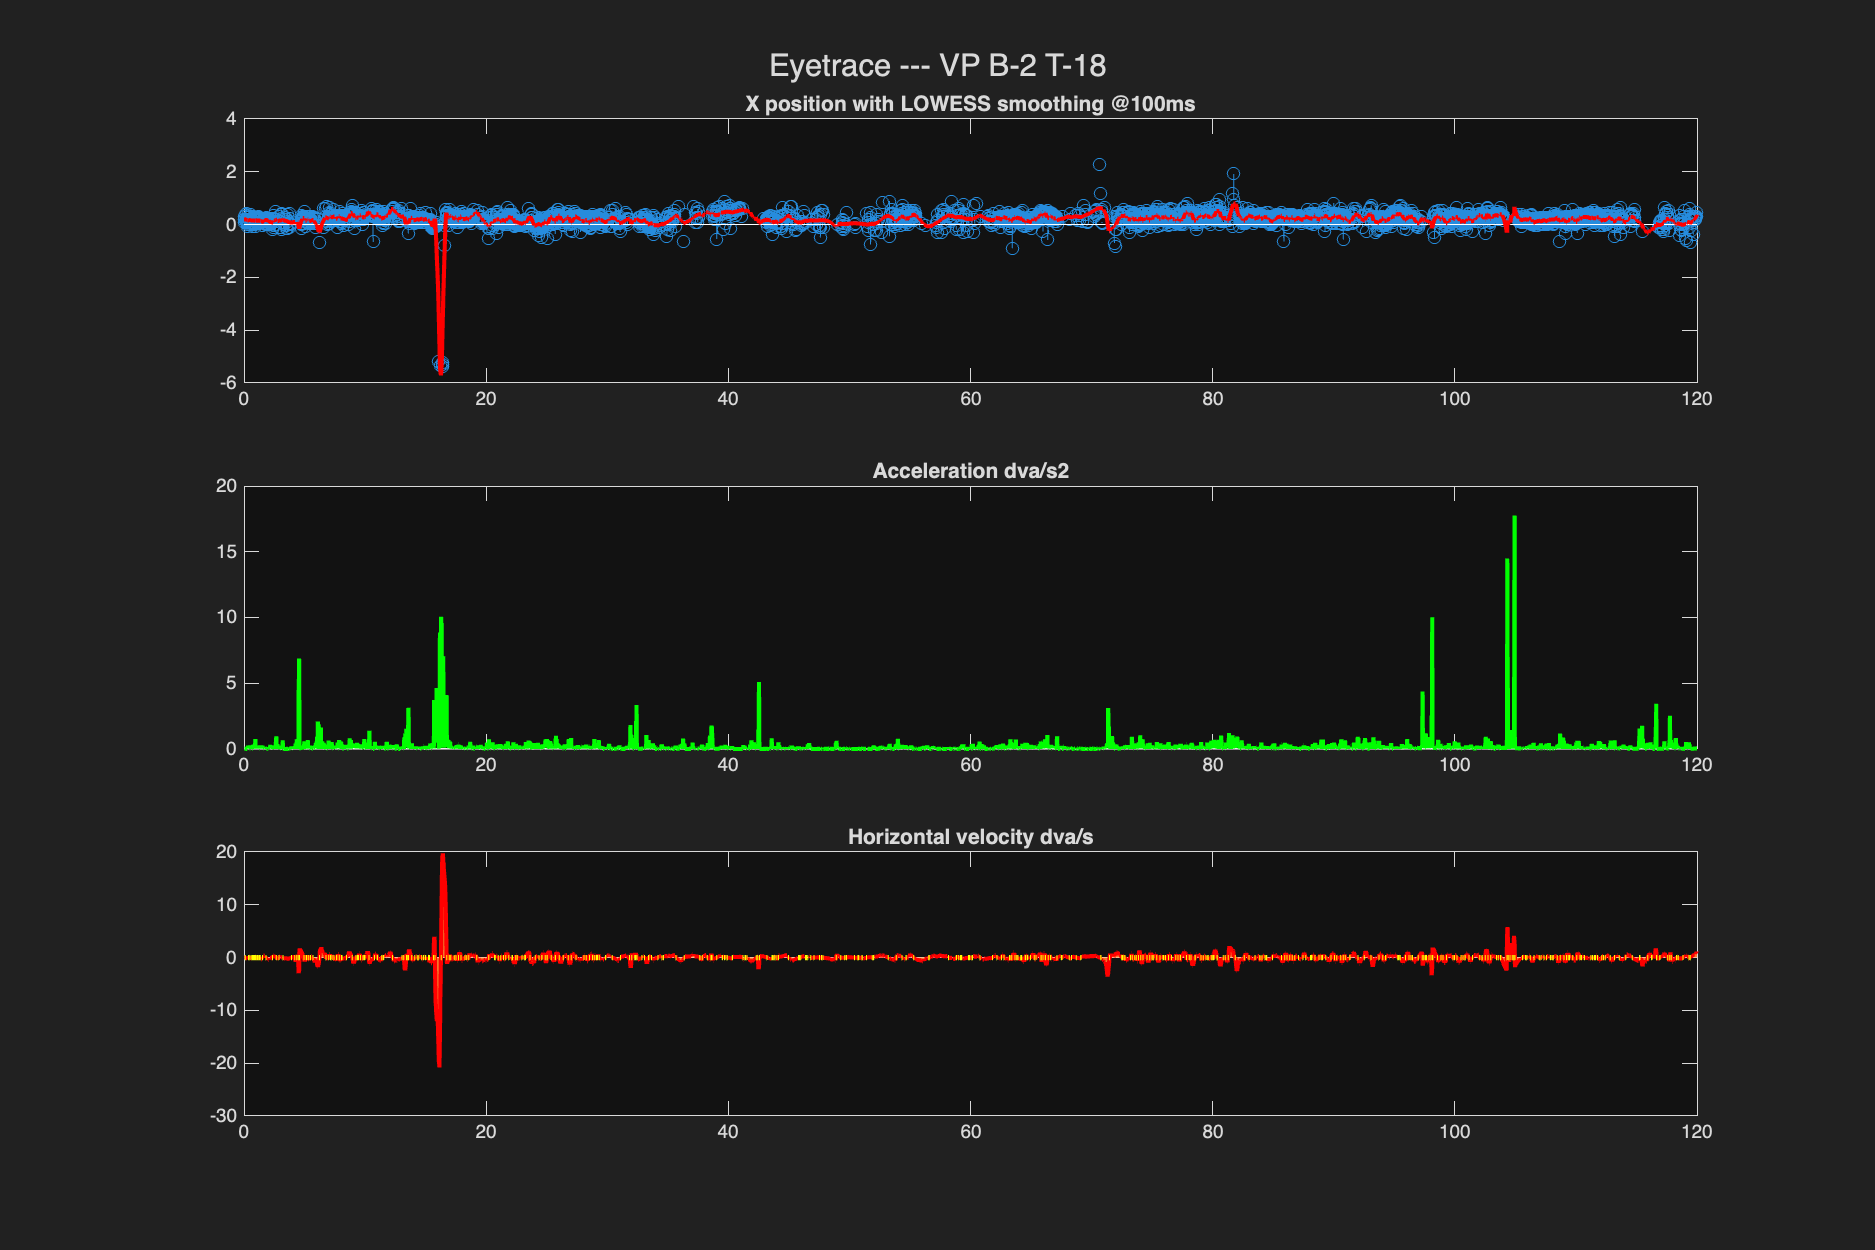 Eyetrace --- VP B-2 T-18
X position with LOWESS smoothing @100ms
4
2
0
-2
-4
-6
0 20 40 60 80 100 120
Acceleration dva/s2
20
15
10
5
0
0 20 40 60 80 100 120
Horizontal velocity dva/s
20
10
0
-10
-20
-30
0 20 40 60 80 100 120